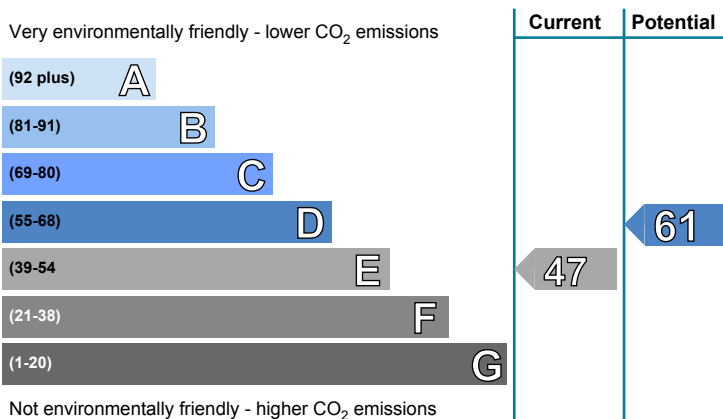 Very environmentally friendly - lower CO2 emissions
Current
Potential
(92 plus) A
(81-91) B
(69-80) C
(55-68) D
61
(39-54 E
47
(21-38) F
(1-20) G
Not environmentally friendly - higher CO2 emissions